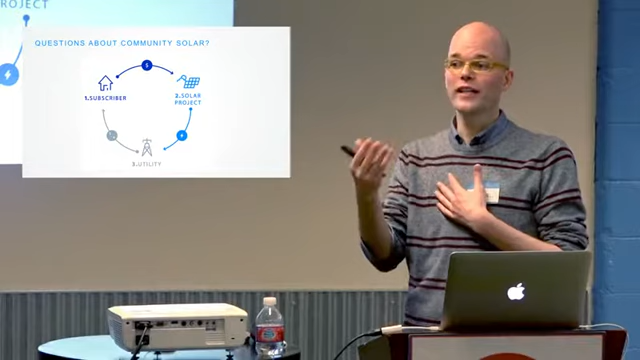 ROJECT
QUESTIONS ABOUT COMMUNITY SOLAR?
$
1.SUBSCRIBER
2.SOLAR
PROJECT
3.UTILITY